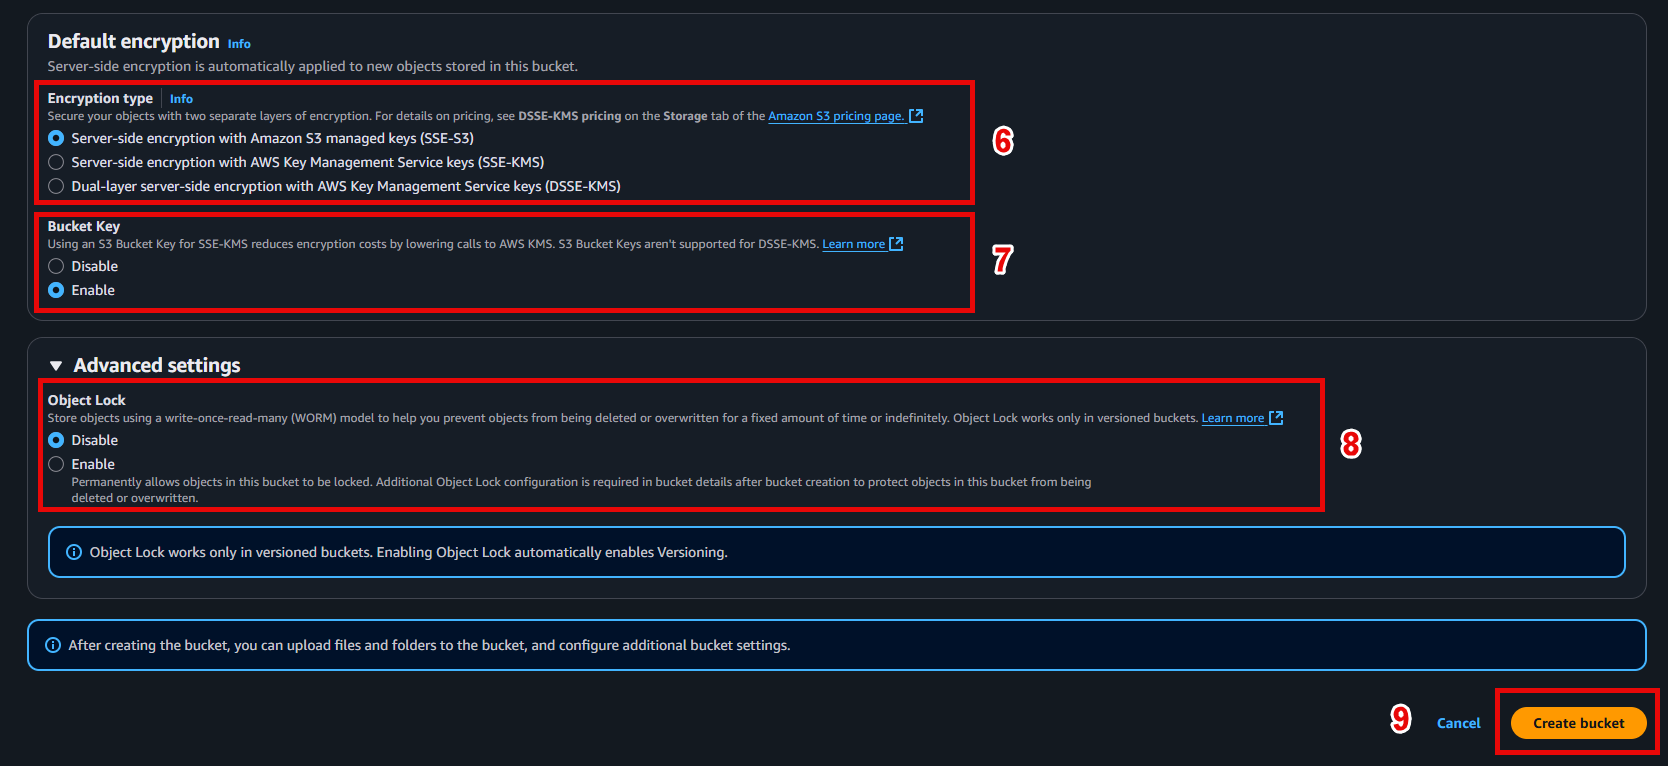 Default encryption Info
Server-side encryption is automatically applied to new objects stored in this bucket.
Encryption type Info
Secure your objects with two separate layers of encryption. For details on pricing, see DSSE-KMS pricing on the Storage tab of the Amazon S3 pricing page.
Server-side encryption with Amazon S3 managed keys (SSE-S3)
6
Server-side encryption with AWS Key Management Service keys (SSE-KMS)
Dual-layer server-side encryption with AWS Key Management Service keys (DSSE-KMS)
Bucket Key
Using an S3 Bucket Key for SSE-KMS reduces encryption costs by lowering calls to AWS KMS. S3 Bucket Keys aren't supported for DSSE-KMS. Learn more
7
Disable
Enable
Advanced settings
Object Lock
Store objects using a write-once-read-many (WORM) model to help you prevent objects from being deleted or overwritten for a fixed amount of time or indefinitely. Object Lock works only in versioned buckets. Learn more
Disable
8
Enable
Permanently allows objects in this bucket to be locked. Additional Object Lock configuration is required in bucket details after bucket creation to protect objects in this bucket from being
deleted or overwritten.
Object Lock works only in versioned buckets. Enabling Object Lock automatically enables Versioning.
After creating the bucket, you can upload files and folders to the bucket, and configure additional bucket settings.
9 Cancel Create bucket